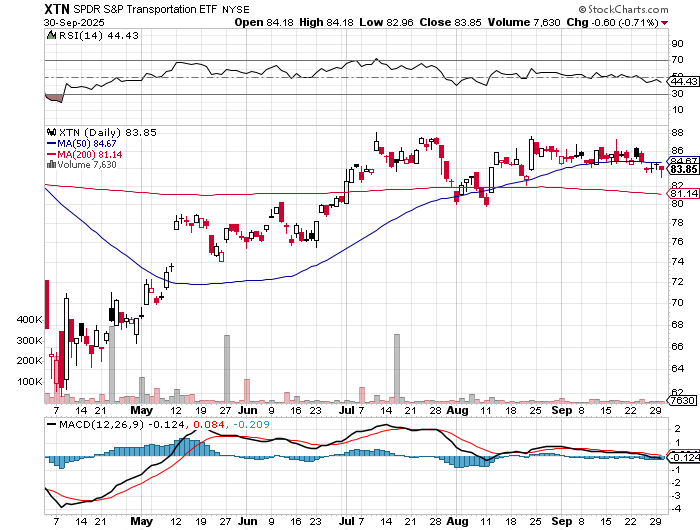 XTN SPDR S&P Transportation ETF NYSE
© StockCharts.com
30-Sep-2025 Open 84.18 High 84.18 Low 82.96 Close 83.85 Volume 7,630 Chg -0.60 (-0.71%)
RSI(14) 44.43
90
70
50
44.43
30
10
XTN (Daily) 83.85
MA(50) 84.67
MA(200) 81.14
Volume 7,630
88
86
84.67
83.85
82
81.14
80
78
76
74
72
70
68
66
64
62
400K
300K
200K
100K
7630
7 14 21 May 12 19 27 Jun 9 16 23 Jul 14 21 28 Aug 11 18 25 Sep 15 22 29
MACD(12,26,9) -0.124, 0.084, -0.209
2
1
-0.124
-1
-2
-3
-4
7 14 21 May 12 19 27 Jun 9 16 23 Jul 14 21 28 Aug 11 18 25 Sep 15 22 29